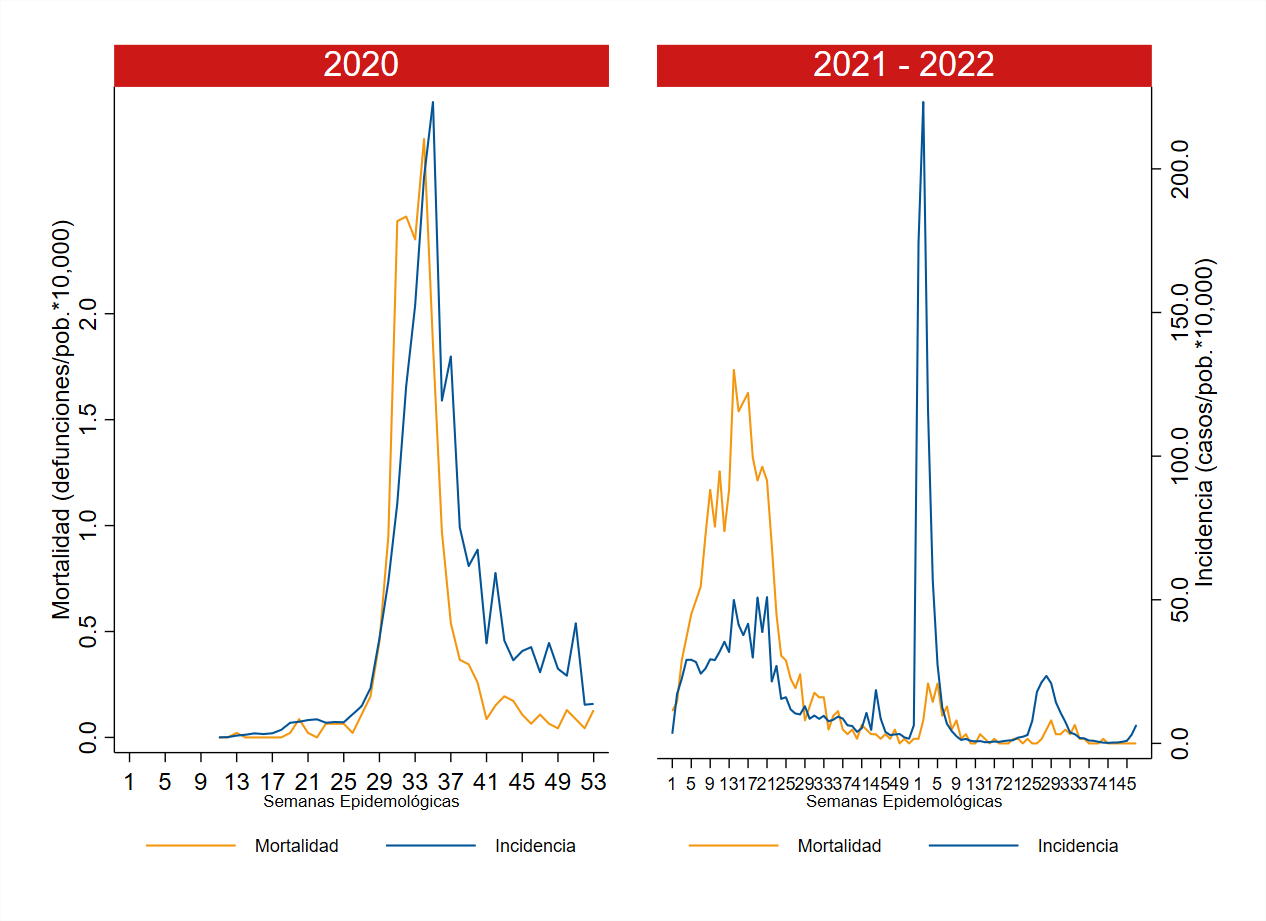 2020
2021 - 2022
Mortalidad (defunciones/pob.*10,000)
0.0 0.5 1.0 1.5 2.0
1 5 9 13 17 21 25 29 33 37 41 45 49 53
Semanas Epidemológicas
Mortalidad Incidencia
Incidencia (casos/pob.*10,000)
0.0 50.0 100.0 150.0 200.0
1 5 9 13 17 21 25 29 33 37 41 45 49 1 5 9 13 17 21 25 29 33 37 41 45
Semanas Epidemológicas
Mortalidad Incidencia